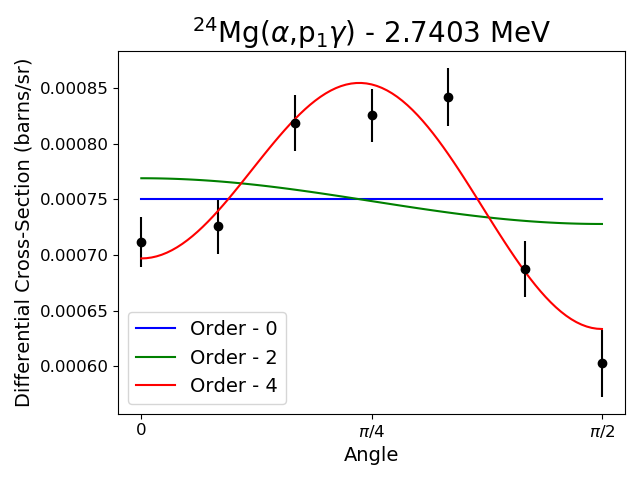 ²⁴Mg(α,p₁γ) - 2.7403 MeV
Differential Cross-Section (barns/sr)
0.00085
0.00080
0.00075
0.00070
0.00065
0.00060
Order - 0
Order - 2
Order - 4
0 π/4 π/2
Angle